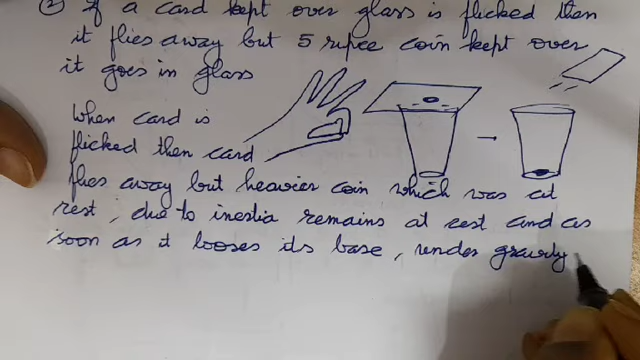 ② If a card kept over glass is flicked then
it flies away but 5 rupee coin kept over
it goes in glass
When card is
flicked then card
flies away but heavier coin which was at
rest, due to inertia remains at rest and as
soon as it looses its base, under gravity